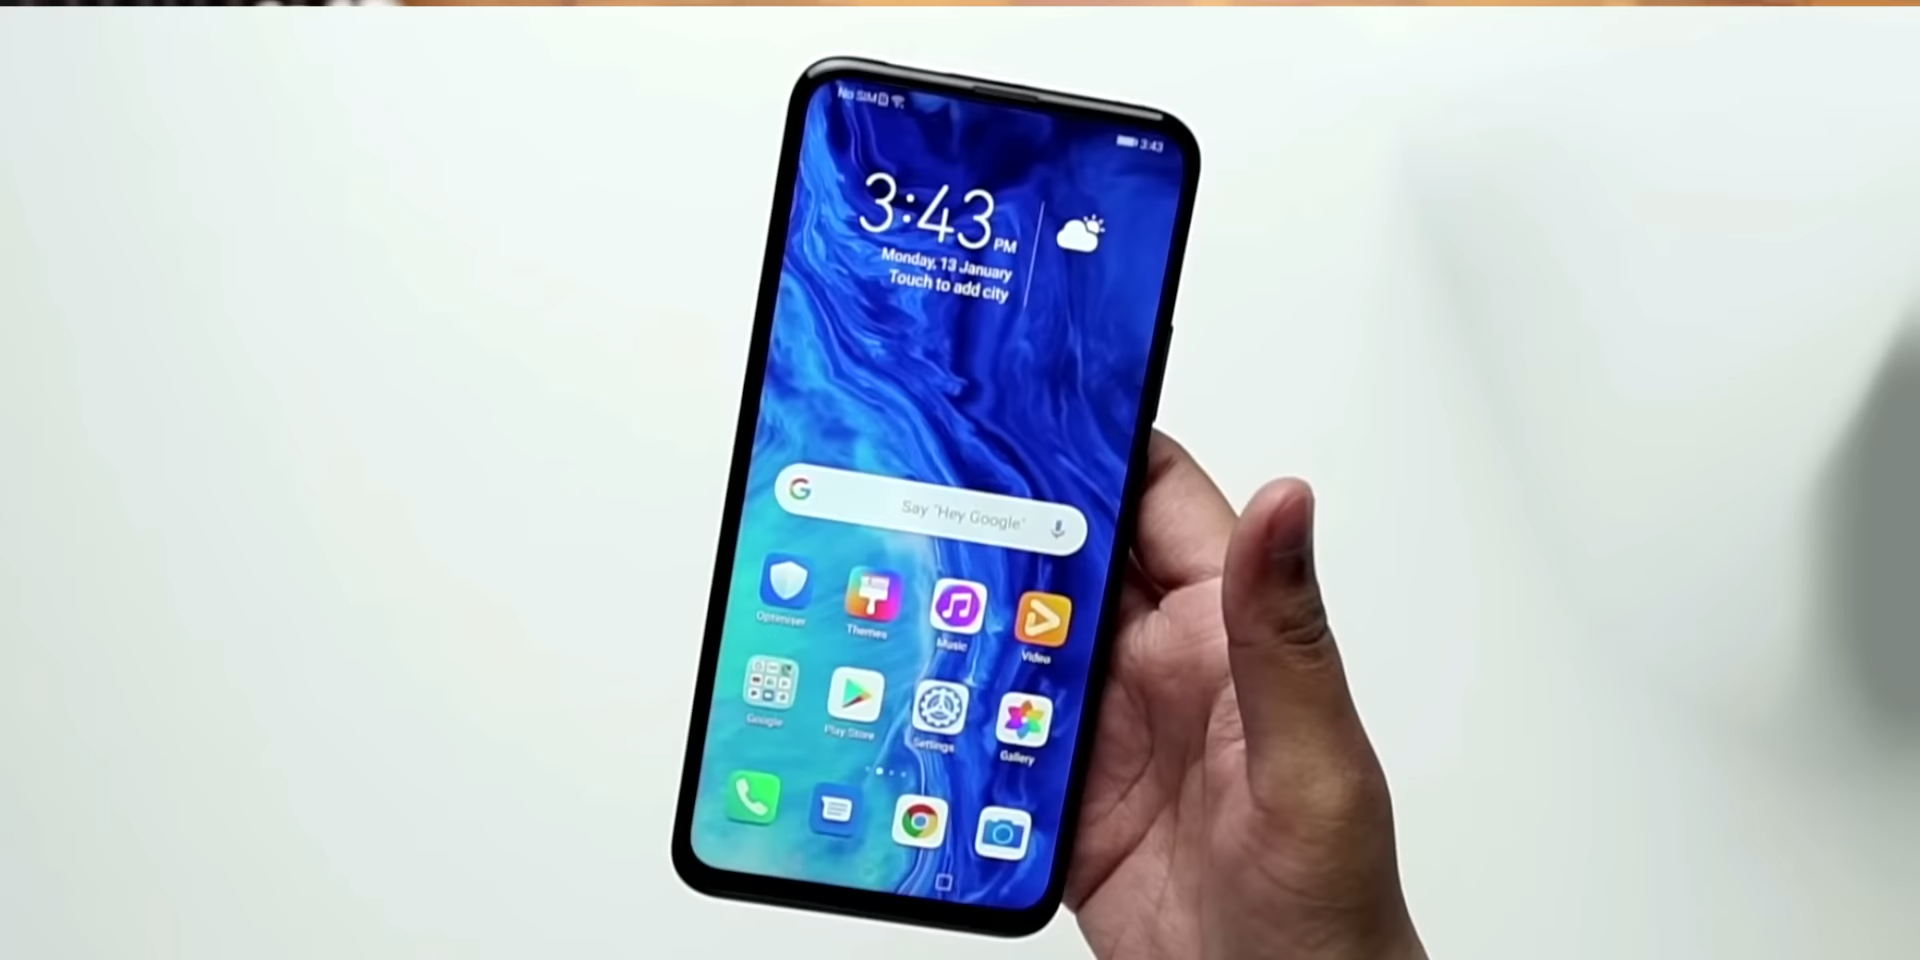 No SIM
3:43
3:43 PM
Monday, 13 January
Touch to add city
G Say "Hey Google"
Optimiser Themes Music Video
Google Play Store Settings Gallery